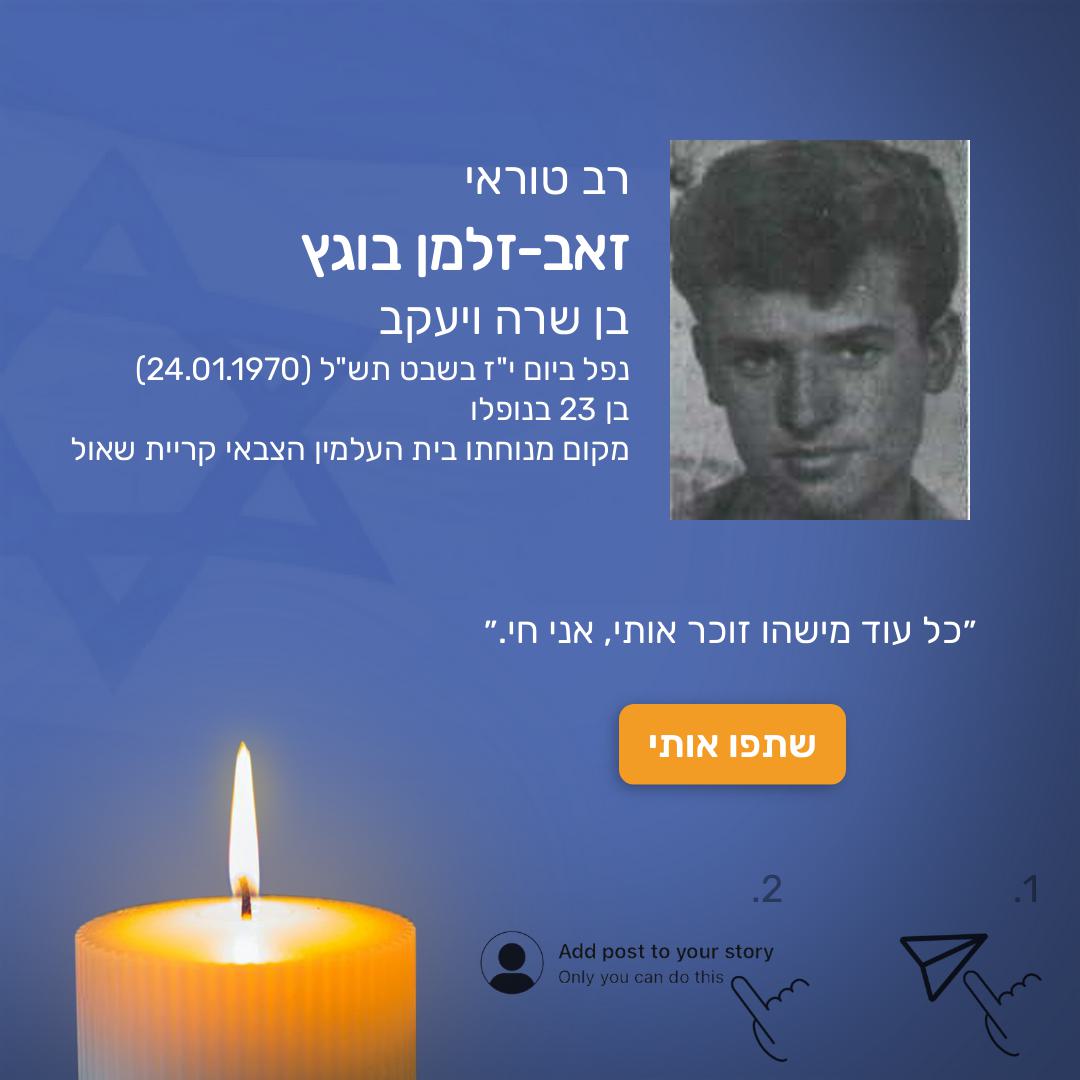 רב טוראי
זאב-זלמן בוגץ
בן שרה ויעקב
נפל ביום י"ז בשבט תש"ל (24.01.1970)
בן 23 בנופלו
מקום מנוחתו בית העלמין הצבאי קריית שאול
״כל עוד מישהו זוכר אותי, אני חי.״
שתפו אותי
.1
.2
Add post to your story
Only you can do this